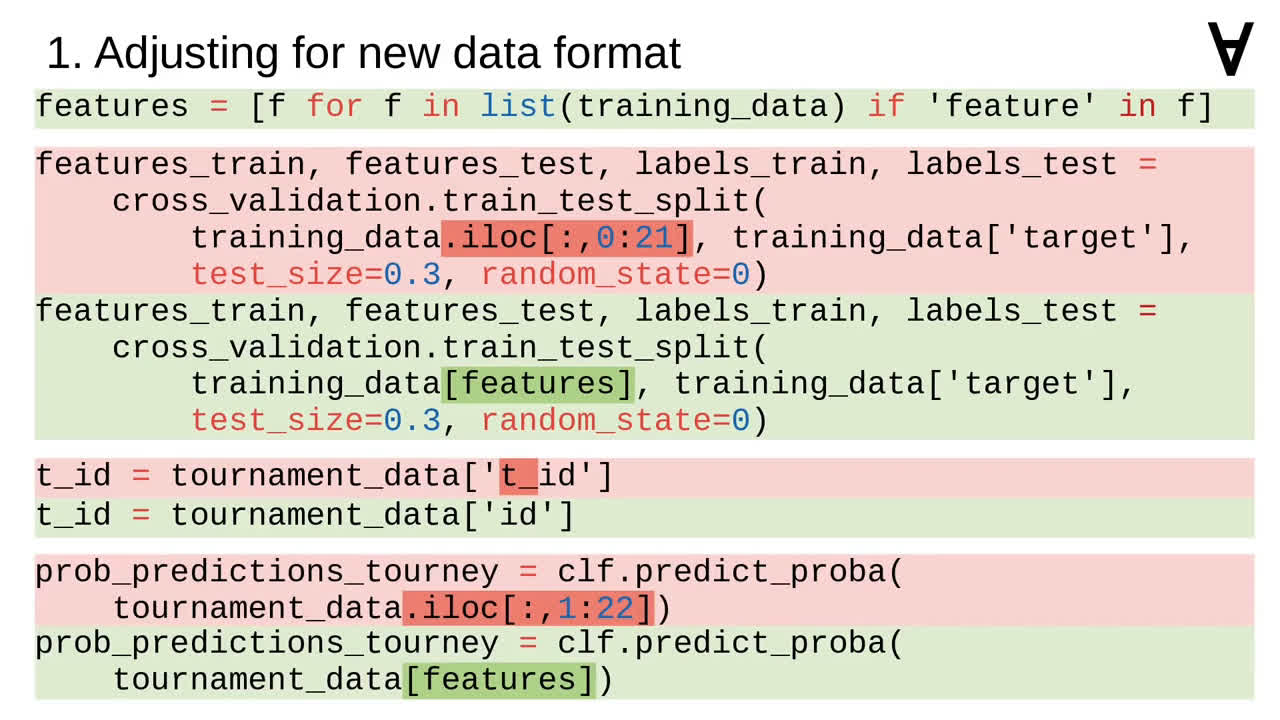 1. Adjusting for new data format
∀
features = [f for f in list(training_data) if 'feature' in f]
features_train, features_test, labels_train, labels_test =
    cross_validation.train_test_split(
        training_data.iloc[:,0:21], training_data['target'],
        test_size=0.3, random_state=0)
features_train, features_test, labels_train, labels_test =
    cross_validation.train_test_split(
        training_data[features], training_data['target'],
        test_size=0.3, random_state=0)
t_id = tournament_data['t_id']
t_id = tournament_data['id']
prob_predictions_tourney = clf.predict_proba(
    tournament_data.iloc[:,1:22])
prob_predictions_tourney = clf.predict_proba(
    tournament_data[features])